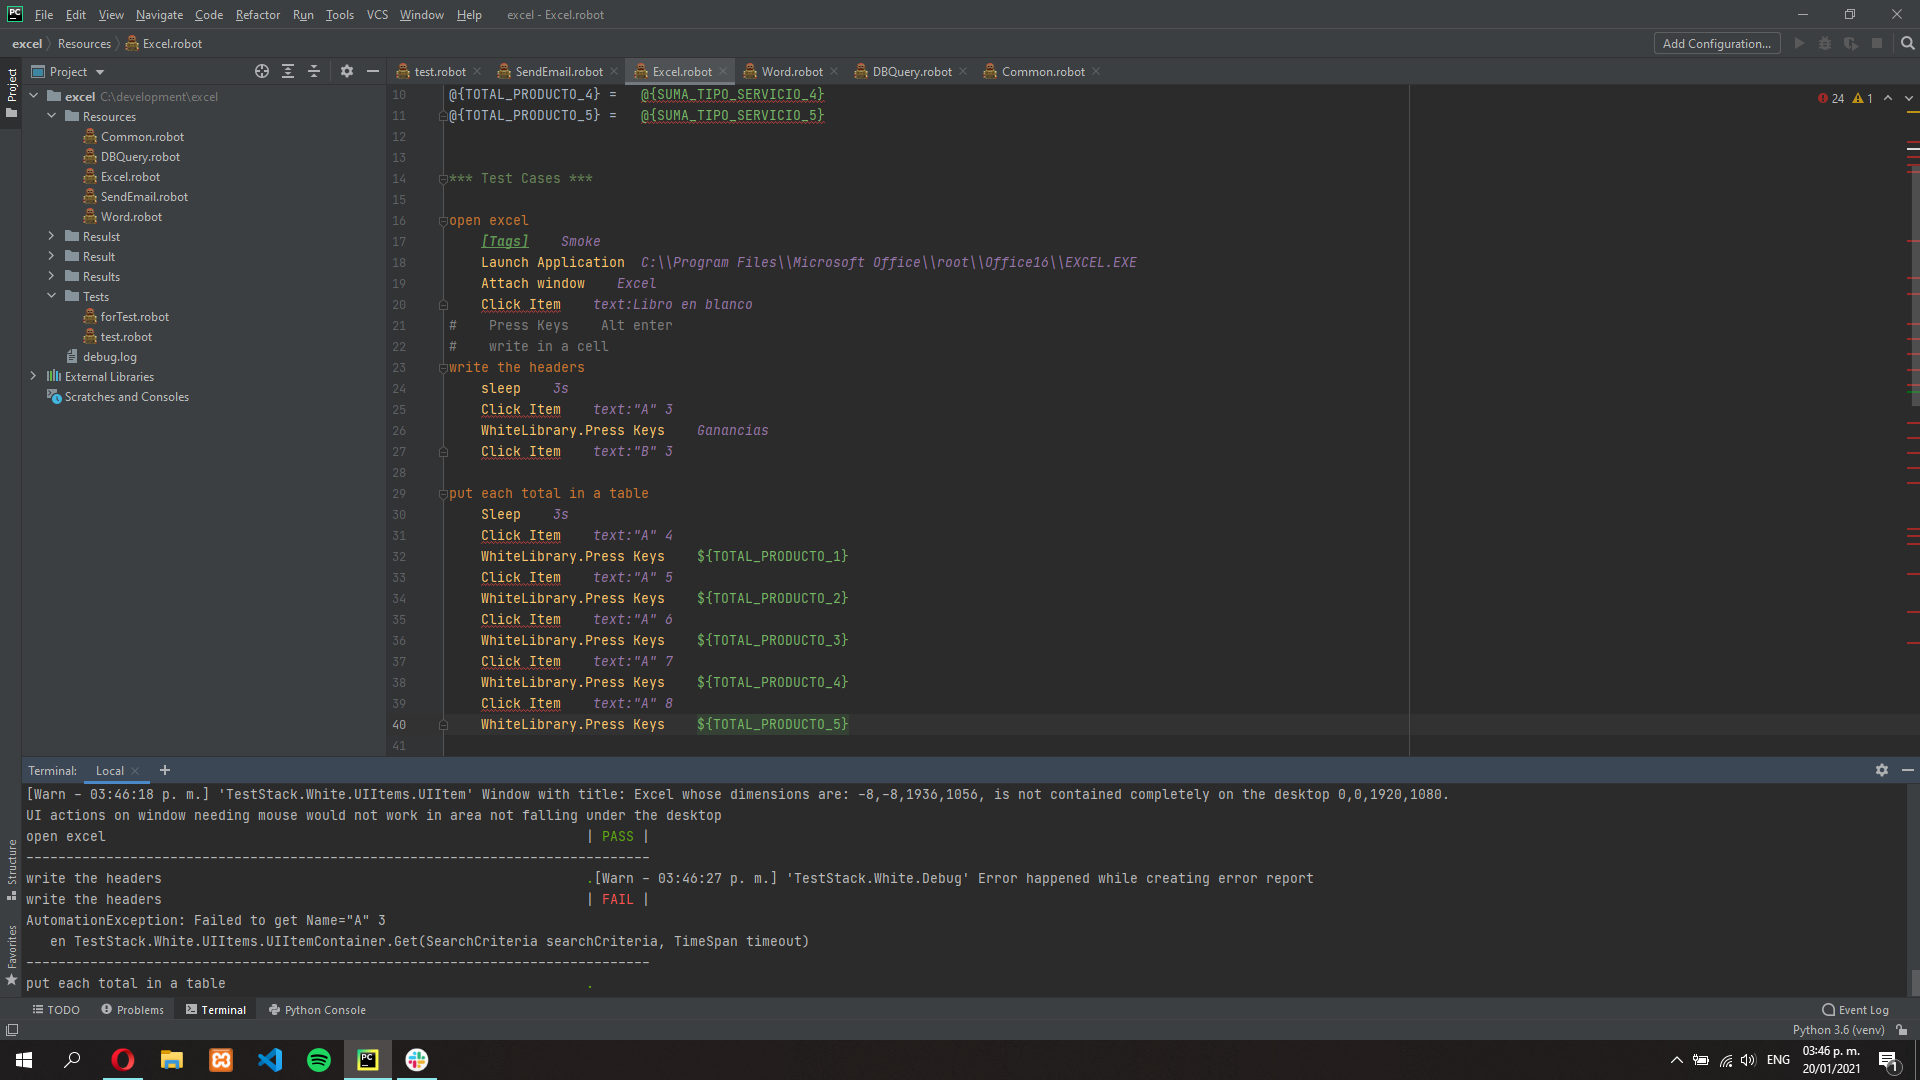 File Edit View Navigate Code Refactor Run Tools VCS Window Help excel - Excel.robot
excel Resources Excel.robot Add Configuration...
Project
Project test.robot SendEmail.robot Excel.robot Word.robot DBQuery.robot Common.robot
excel C:\development\excel
Resources
Common.robot
DBQuery.robot
Excel.robot
SendEmail.robot
Word.robot
Resulst
Result
Results
Tests
forTest.robot
test.robot
debug.log
External Libraries
Scratches and Consoles
24 1
10 @{TOTAL_PRODUCTO_4} = @{SUMA_TIPO_SERVICIO_4}
11 @{TOTAL_PRODUCTO_5} = @{SUMA_TIPO_SERVICIO_5}
12
13
14 *** Test Cases ***
15
16 open excel
17 [Tags] Smoke
18 Launch Application C:\\Program Files\\Microsoft Office\\root\\Office16\\EXCEL.EXE
19 Attach window Excel
20 Click Item text:Libro en blanco
21 # Press Keys Alt enter
22 # write in a cell
23 write the headers
24 sleep 3s
25 Click Item text:"A" 3
26 WhiteLibrary.Press Keys Ganancias
27 Click Item text:"B" 3
28
29 put each total in a table
30 Sleep 3s
31 Click Item text:"A" 4
32 WhiteLibrary.Press Keys ${TOTAL_PRODUCTO_1}
33 Click Item text:"A" 5
34 WhiteLibrary.Press Keys ${TOTAL_PRODUCTO_2}
35 Click Item text:"A" 6
36 WhiteLibrary.Press Keys ${TOTAL_PRODUCTO_3}
37 Click Item text:"A" 7
38 WhiteLibrary.Press Keys ${TOTAL_PRODUCTO_4}
39 Click Item text:"A" 8
40 WhiteLibrary.Press Keys ${TOTAL_PRODUCTO_5}
41
Terminal: Local +
[Warn - 03:46:18 p. m.] 'TestStack.White.UIItems.UIItem' Window with title: Excel whose dimensions are: -8,-8,1936,1056, is not contained completely on the desktop 0,0,1920,1080.
UI actions on window needing mouse would not work in area not falling under the desktop
open excel | PASS |
------------------------------------------------------------------------------
write the headers .[Warn - 03:46:27 p. m.] 'TestStack.White.Debug' Error happened while creating error report
write the headers | FAIL |
AutomationException: Failed to get Name="A" 3
en TestStack.White.UIItems.UIItemContainer.Get(SearchCriteria searchCriteria, TimeSpan timeout)
------------------------------------------------------------------------------
put each total in a table .
Structure
Favorites
TODO Problems Terminal Python Console Event Log
Python 3.6 (venv)
PC ENG 03:46 p. m.
20/01/2021 1